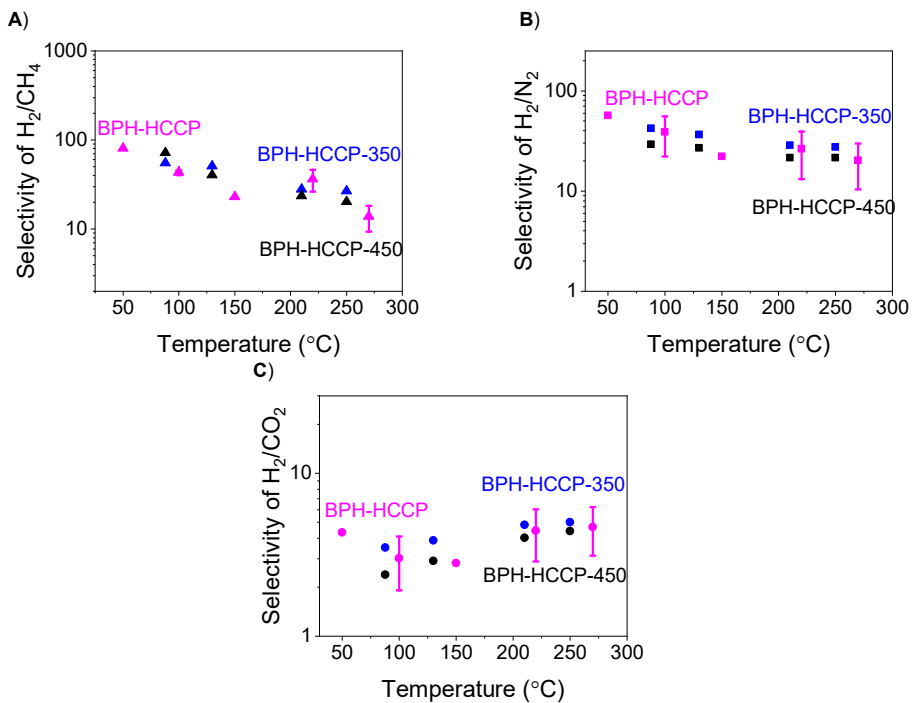 A)
Selectivity of H₂/CH₄
1000
100
10
BPH-HCCP
BPH-HCCP-350
BPH-HCCP-450
50 100 150 200 250 300
Temperature (°C)
B)
Selectivity of H₂/N₂
100
10
1
BPH-HCCP
BPH-HCCP-350
BPH-HCCP-450
50 100 150 200 250 300
Temperature (°C)
C)
Selectivity of H₂/CO₂
10
1
BPH-HCCP
BPH-HCCP-350
BPH-HCCP-450
50 100 150 200 250 300
Temperature (°C)